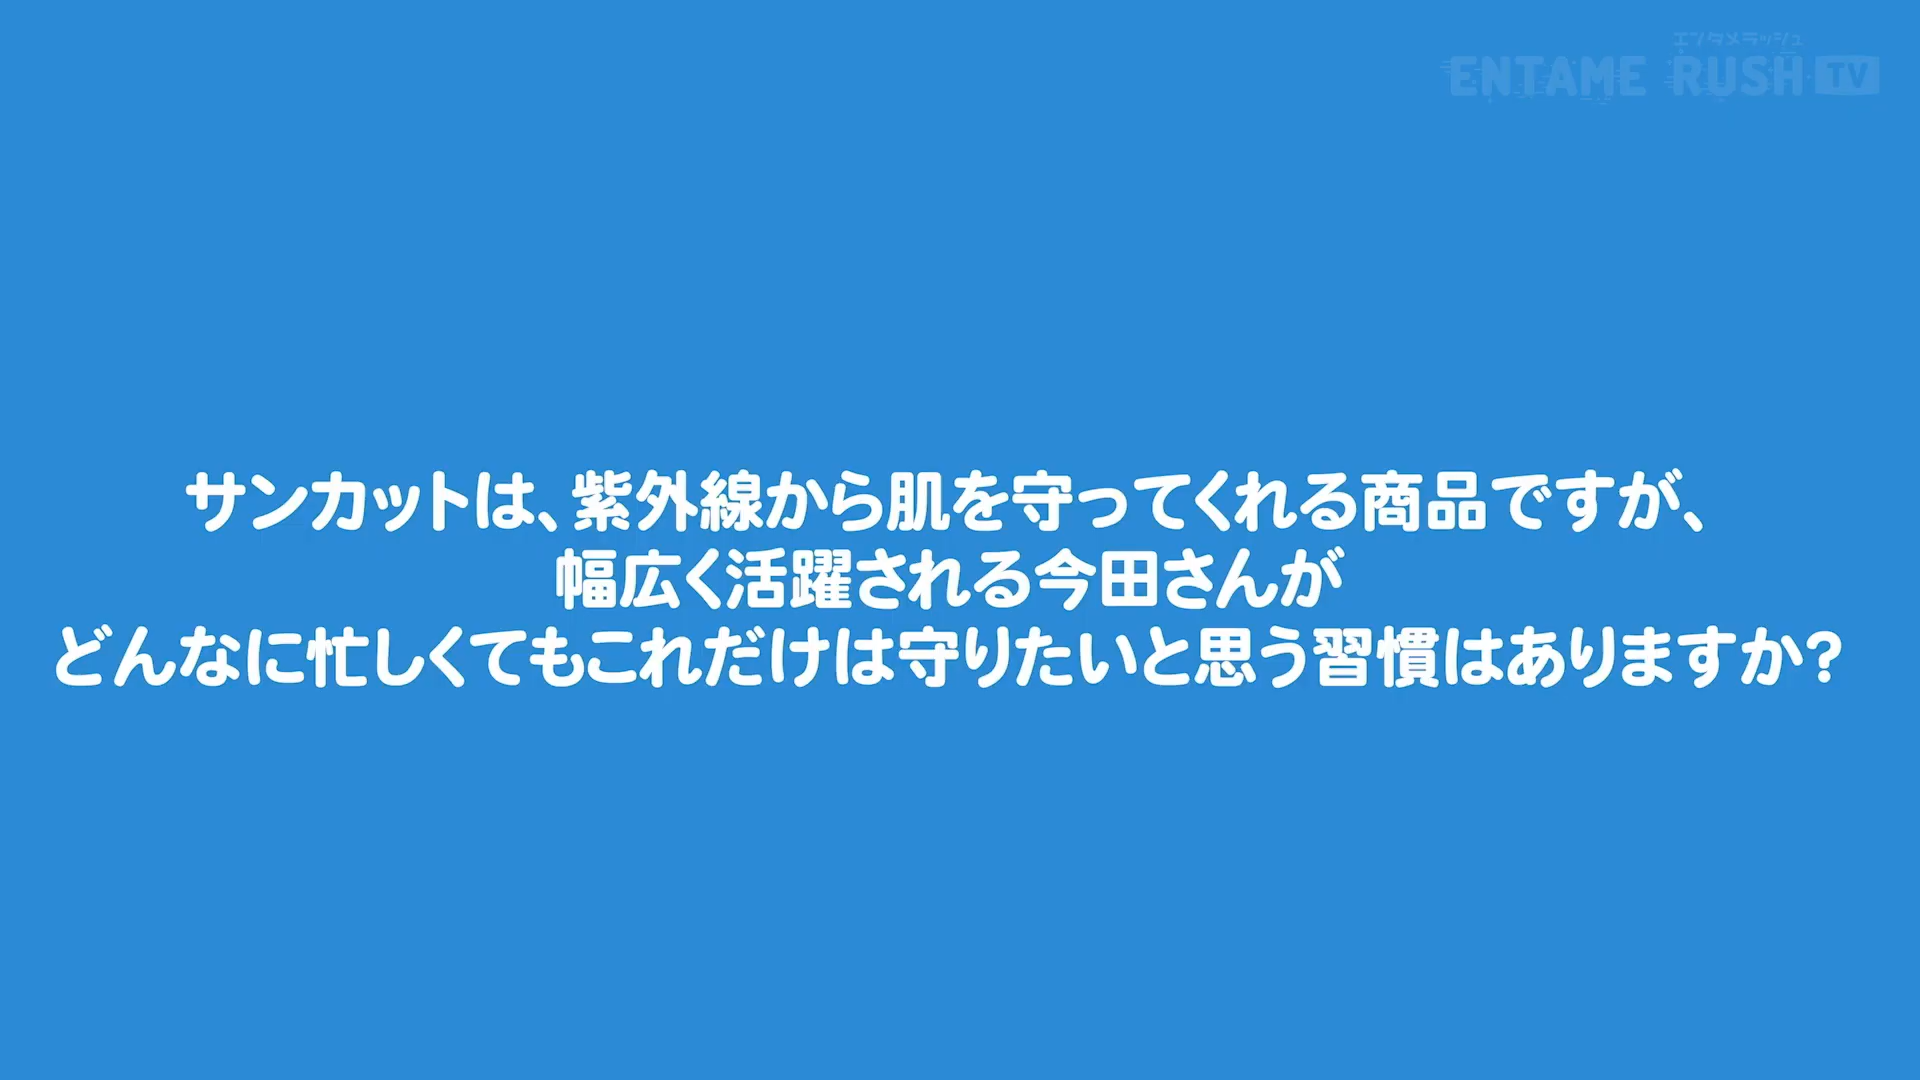 エンタメラッシュ
ENTAME RUSH TV
サンカットは、紫外線から肌を守ってくれる商品ですが、
幅広く活躍される今田さんが
どんなに忙しくてもこれだけは守りたいと思う習慣はありますか?